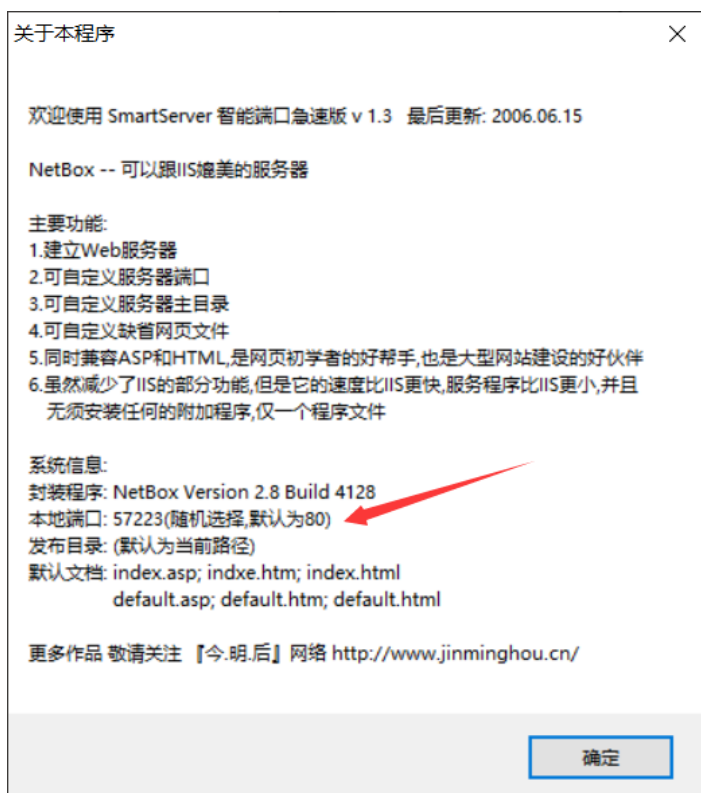 关于本程序
欢迎使用 SmartServer 智能端口急速版 v 1.3 最后更新: 2006.06.15
NetBox -- 可以跟IIS媲美的服务器
主要功能:
1.建立Web服务器
2.可自定义服务器端口
3.可自定义服务器主目录
4.可自定义缺省网页文件
5.同时兼容ASP和HTML,是网页初学者的好帮手,也是大型网站建设的好伙伴
6.虽然减少了IIS的部分功能,但是它的速度比IIS更快,服务程序比IIS更小,并且
无须安装任何的附加程序,仅一个程序文件
系统信息:
封装程序: NetBox Version 2.8 Build 4128
本地端口: 57223(随机选择,默认为80)
发布目录: (默认为当前路径)
默认文档: index.asp; indxe.htm; index.html
default.asp; default.htm; default.html
更多作品 敬请关注 『今.明.后』网络 http://www.jinminghou.cn/
确定